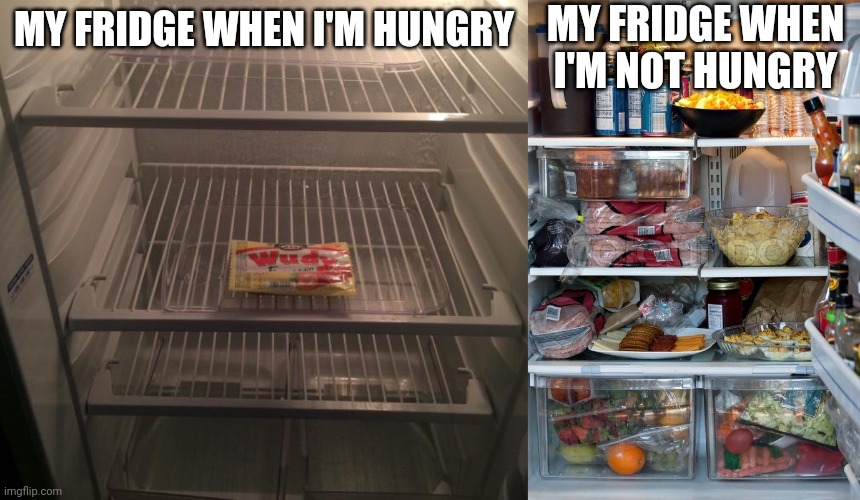 MY FRIDGE WHEN I'M HUNGRY
MY FRIDGE WHEN
I'M NOT HUNGRY
Wudy
imgflip.com